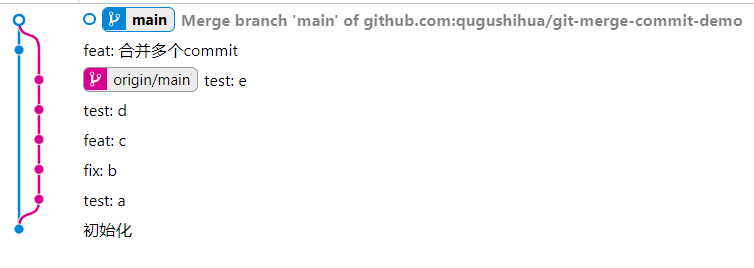 main Merge branch 'main' of github.com:qugushihua/git-merge-commit-demo
feat: 合并多个commit
origin/main test: e
test: d
feat: c
fix: b
test: a
初始化